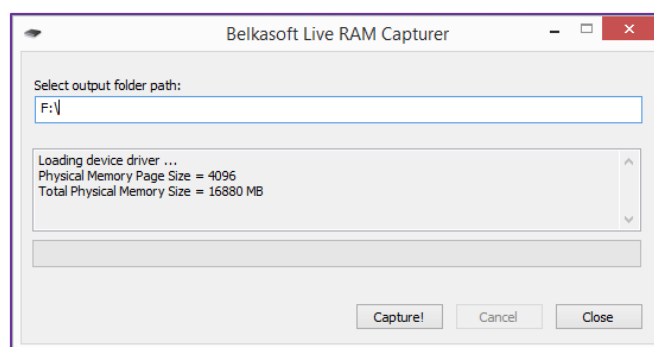 Belkasoft Live RAM Capturer
Select output folder path:
F:\
Loading device driver ...
Physical Memory Page Size = 4096
Total Physical Memory Size = 16880 MB
Capture! Cancel Close